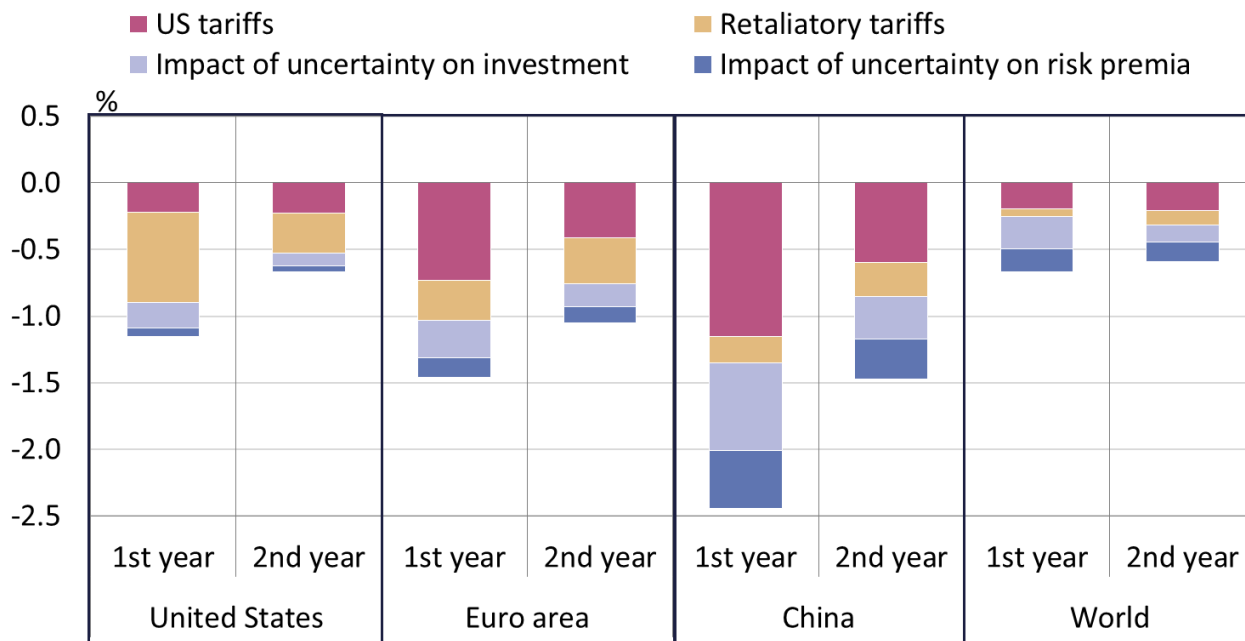 US tariffs
Retaliatory tariffs
Impact of uncertainty on investment
Impact of uncertainty on risk premia
%
0.5
0.0
-0.5
-1.0
-1.5
-2.0
-2.5
1st year 2nd year 1st year 2nd year 1st year 2nd year 1st year 2nd year
United States Euro area China World